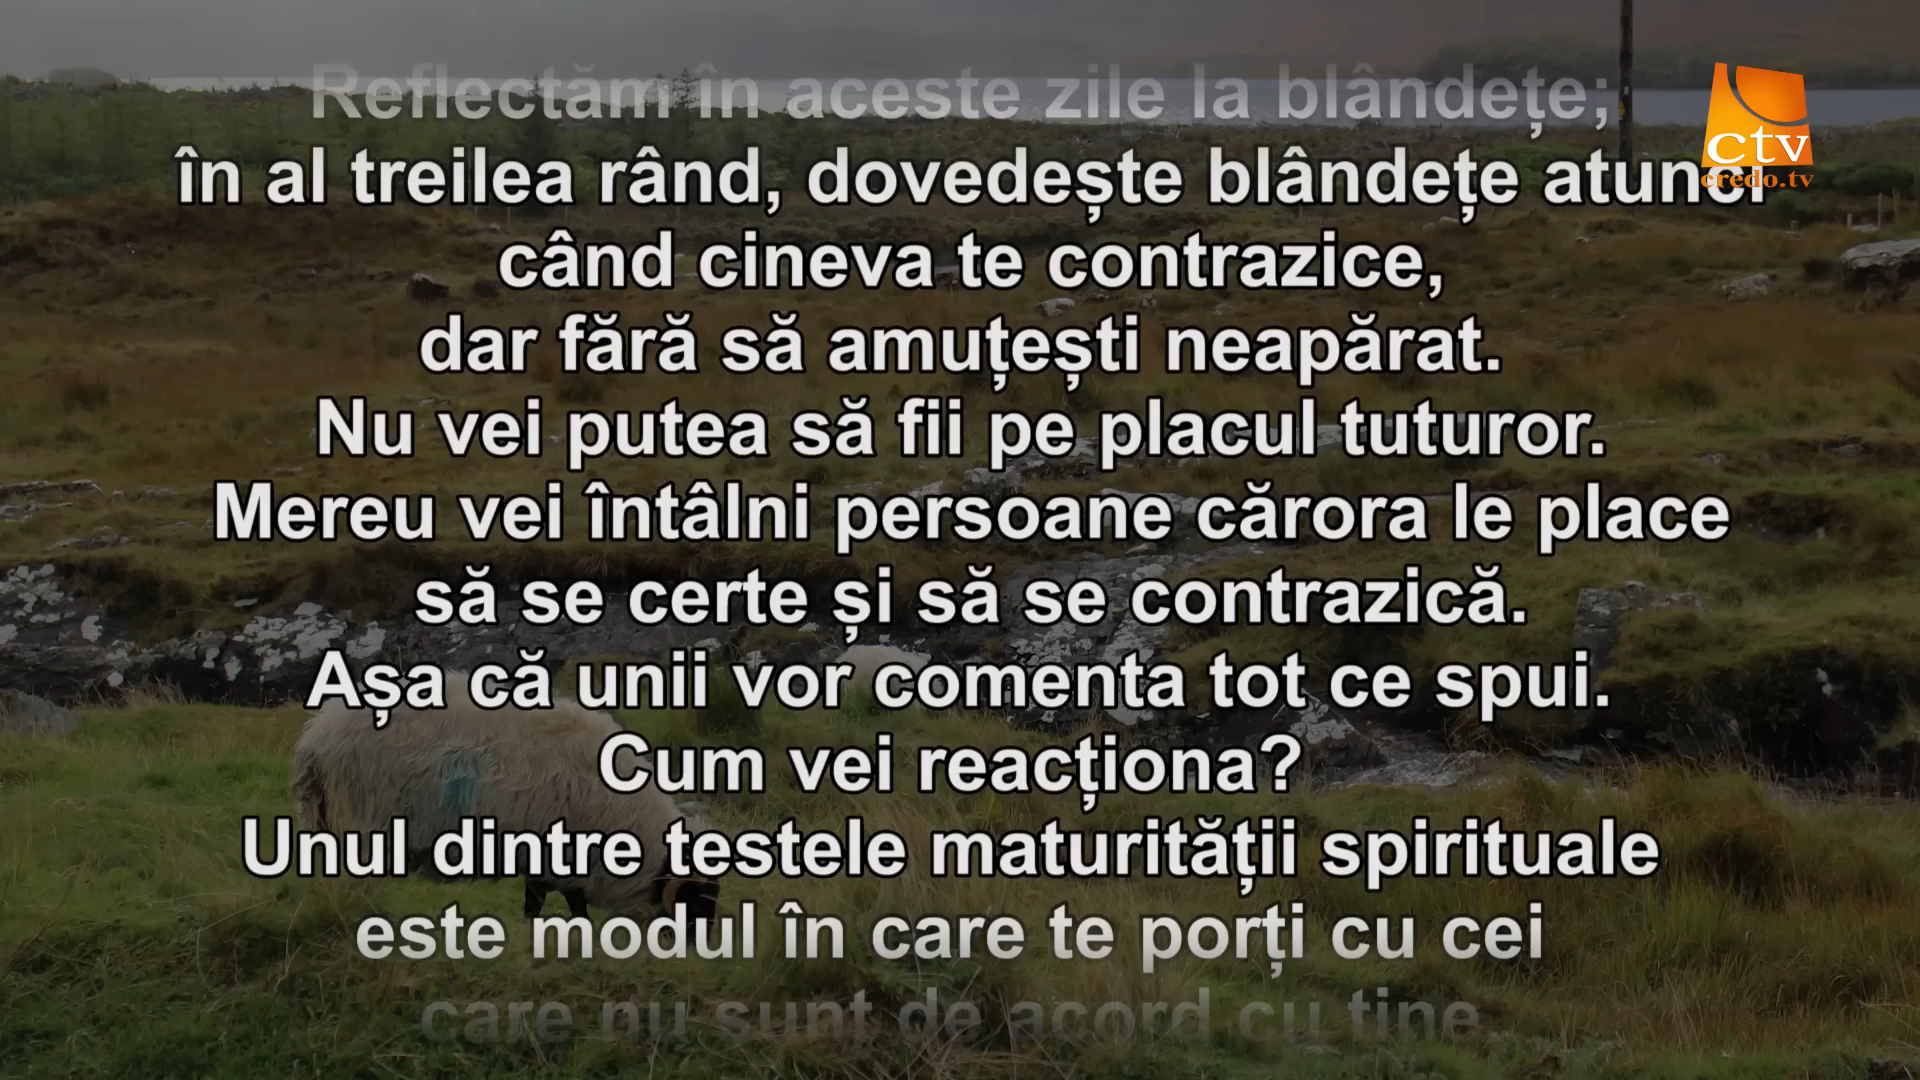 Reflectăm în aceste zile la blândețe;
în al treilea rând, dovedește blândețe atunci
când cineva te contrazice,
dar fără să amuțești neapărat.
Nu vei putea să fii pe placul tuturor.
Mereu vei întâlni persoane cărora le place
să se certe și să se contrazică.
Așa că unii vor comenta tot ce spui.
Cum vei reacționa?
Unul dintre testele maturității spirituale
este modul în care te porți cu cei
care nu sunt de acord cu tine.
ctv
credo.tv